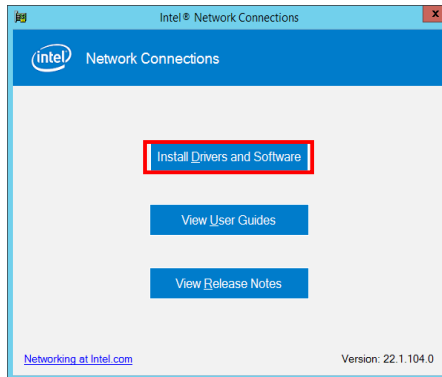 Intel® Network Connections
x
intel Network Connections
Install Drivers and Software
View User Guides
View Release Notes
Networking at Intel.com Version: 22.1.104.0